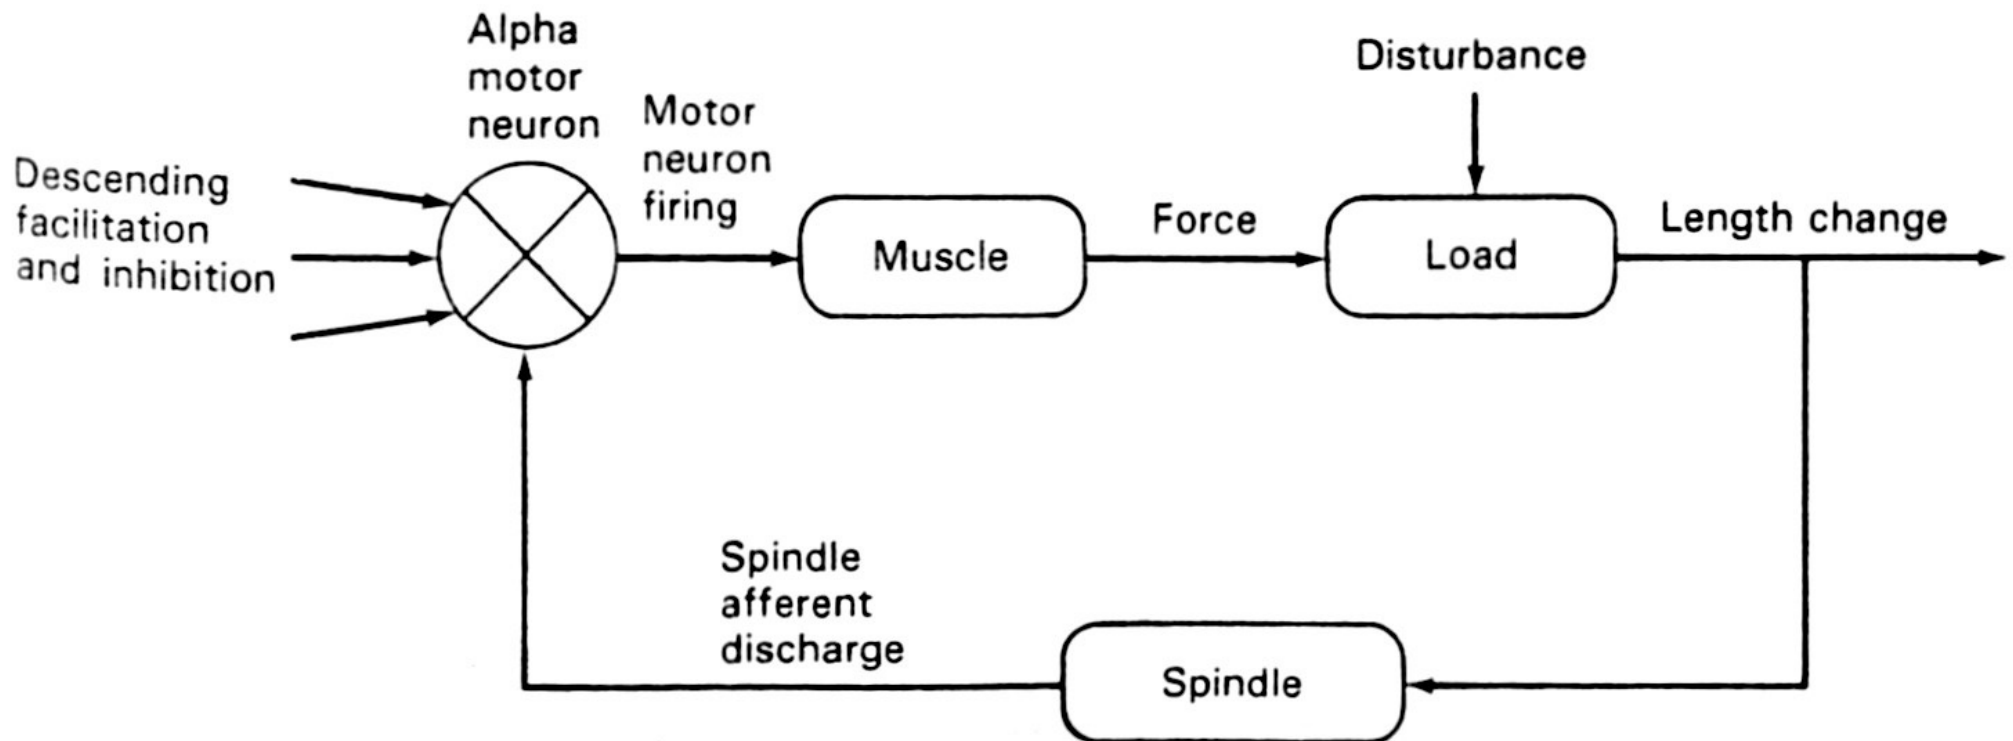 Alpha
motor
neuron
Motor
neuron
firing
Disturbance
Descending
facilitation
and inhibition
Muscle
Force
Load
Length change
Spindle
afferent
discharge
Spindle